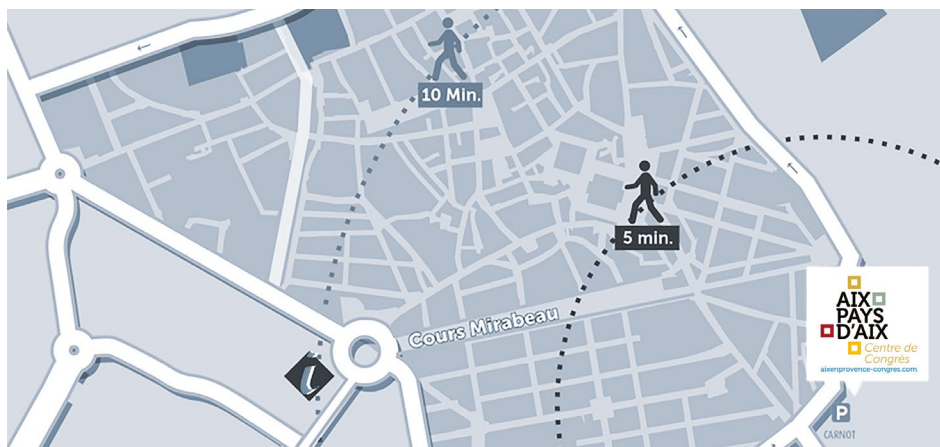 10 Min.
5 min.
Cours Mirabeau
AIX
PAYS
D'AIX
Centre de
Congrès
aixenprovence-congres.com
P
CARNOT